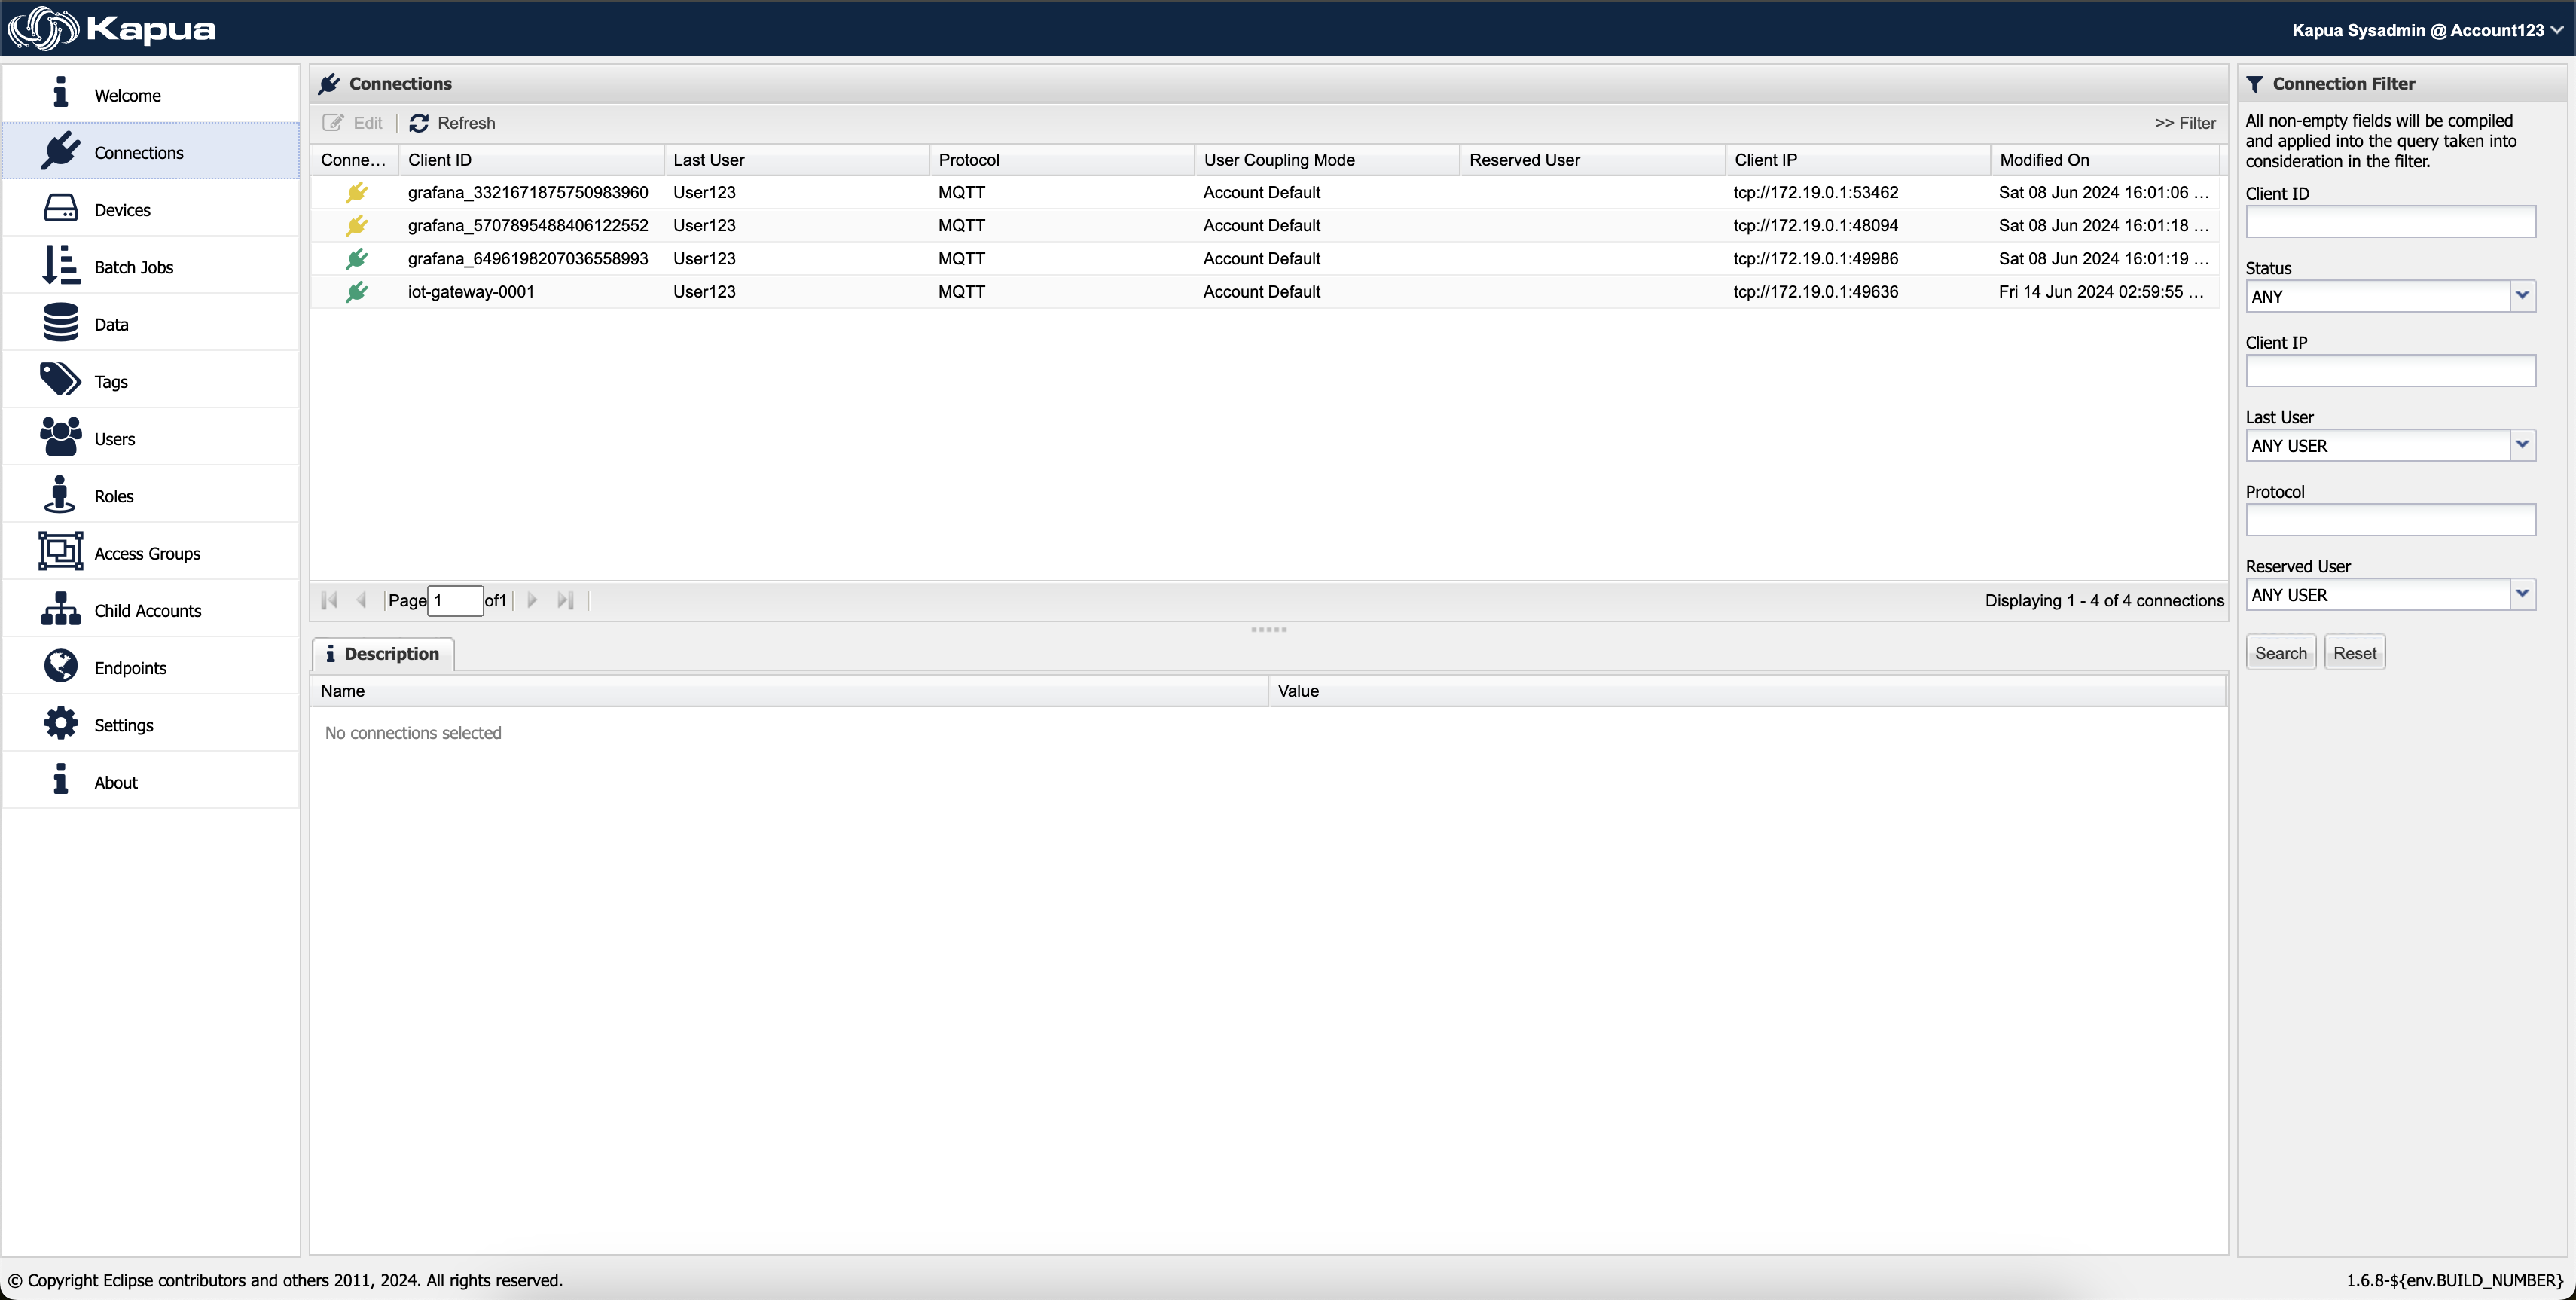 Kapua
Kapua Sysadmin @ Account123
Welcome
Connections
Devices
Batch Jobs
Data
Tags
Users
Roles
Access Groups
Child Accounts
Endpoints
Settings
About
Connections
Edit Refresh >> Filter
Conne... Client ID Last User Protocol User Coupling Mode Reserved User Client IP Modified On
grafana_3321671875750983960 User123 MQTT Account Default tcp://172.19.0.1:53462 Sat 08 Jun 2024 16:01:06 ...
grafana_5707895488406122552 User123 MQTT Account Default tcp://172.19.0.1:48094 Sat 08 Jun 2024 16:01:18 ...
grafana_6496198207036558993 User123 MQTT Account Default tcp://172.19.0.1:49986 Sat 08 Jun 2024 16:01:19 ...
iot-gateway-0001 User123 MQTT Account Default tcp://172.19.0.1:49636 Fri 14 Jun 2024 02:59:55 ...
Page 1 of1 Displaying 1 - 4 of 4 connections
Description
Name Value
No connections selected
Connection Filter
All non-empty fields will be compiled
and applied into the query taken into
consideration in the filter.
Client ID
Status
ANY
Client IP
Last User
ANY USER
Protocol
Reserved User
ANY USER
Search Reset
© Copyright Eclipse contributors and others 2011, 2024. All rights reserved.
1.6.8-${env.BUILD_NUMBER}